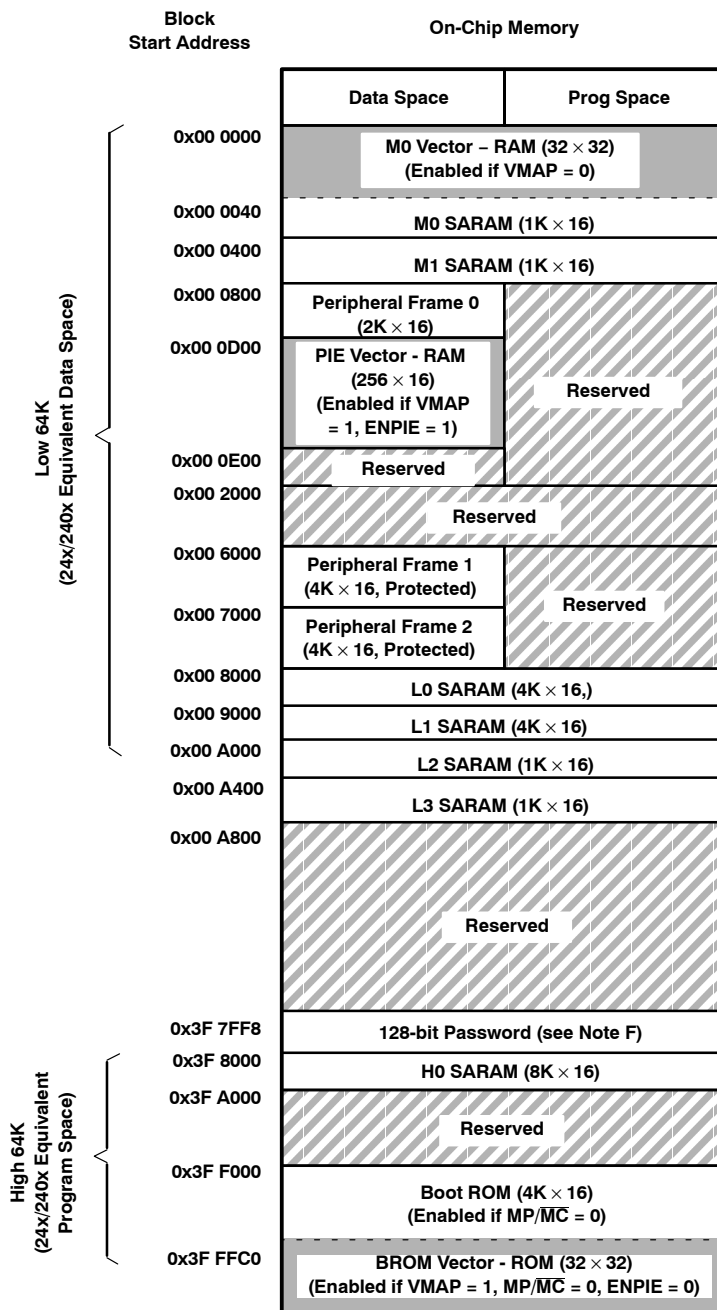 Block
Start Address
On-Chip Memory
Data Space
Prog Space
0x00 0000
M0 Vector – RAM (32 × 32)
(Enabled if VMAP = 0)
0x00 0040
M0 SARAM (1K × 16)
0x00 0400
M1 SARAM (1K × 16)
0x00 0800
Peripheral Frame 0
(2K × 16)
0x00 0D00
PIE Vector - RAM
(256 × 16)
(Enabled if VMAP
= 1, ENPIE = 1)
Reserved
0x00 0E00
Reserved
0x00 2000
Reserved
0x00 6000
Peripheral Frame 1
(4K × 16, Protected)
Reserved
0x00 7000
Peripheral Frame 2
(4K × 16, Protected)
0x00 8000
L0 SARAM (4K × 16,)
0x00 9000
L1 SARAM (4K × 16)
0x00 A000
L2 SARAM (1K × 16)
0x00 A400
L3 SARAM (1K × 16)
0x00 A800
Reserved
0x3F 7FF8
128-bit Password (see Note F)
0x3F 8000
H0 SARAM (8K × 16)
0x3F A000
Reserved
0x3F F000
Boot ROM (4K × 16)
(Enabled if MP/M̅C̅ = 0)
0x3F FFC0
BROM Vector - ROM (32 × 32)
(Enabled if VMAP = 1, MP/M̅C̅ = 0, ENPIE = 0)
Low 64K
(24x/240x Equivalent Data Space)
High 64K
(24x/240x Equivalent
Program Space)